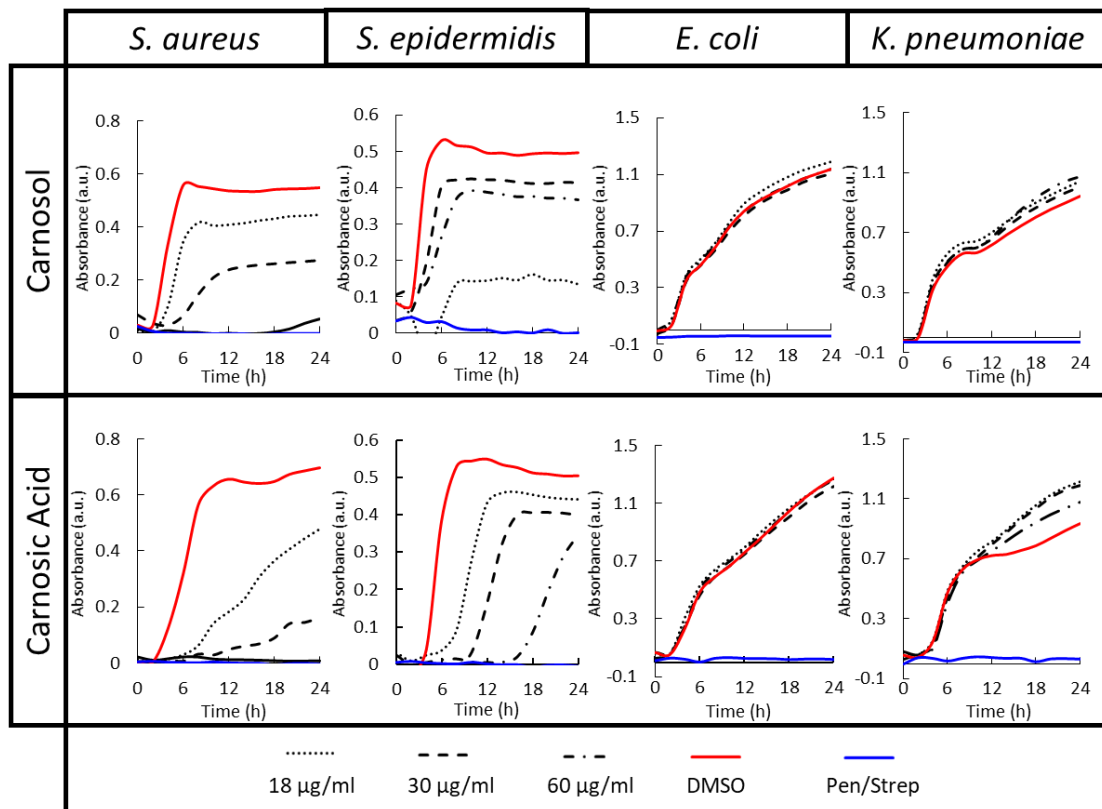 S. aureus
S. epidermidis
E. coli
K. pneumoniae
Carnosol
Absorbance (a.u.)
0.8
0.6
0.4
0.2
0
0 6 12 18 24
Time (h)
Absorbance (a.u.)
0.6
0.5
0.4
0.3
0.2
0.1
0
0 6 12 18 24
Time (h)
Absorbance (a.u.)
1.5
1.1
0.7
0.3
-0.1
0 6 12 18 24
Time (h)
Absorbance (a.u.)
1.5
1.1
0.7
0.3
-0.1
0 6 12 18 24
Time (h)
Carnosic Acid
Absorbance (a.u.)
0.8
0.6
0.4
0.2
0
0 6 12 18 24
Time (h)
Absorbance (a.u.)
0.6
0.5
0.4
0.3
0.2
0.1
0
0 6 12 18 24
Time (h)
Absorbance (a.u.)
1.5
1.1
0.7
0.3
-0.1
0 6 12 18 24
Time (h)
Absorbance (a.u.)
1.5
1.1
0.7
0.3
-0.1
0 6 12 18 24
Time (h)
18 µg/ml
30 µg/ml
60 µg/ml
DMSO
Pen/Strep